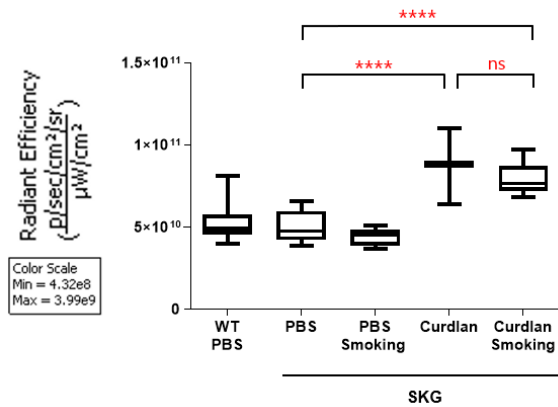 ****
****
ns
Radiant Efficiency
(p/sec/cm²/sr
µW/cm²)
1.5×10¹¹
1×10¹¹
5×10¹⁰
0
Color Scale
Min = 4.32e8
Max = 3.99e9
WT
PBS
PBS
PBS
Smoking
Curdlan
Curdlan
Smoking
SKG